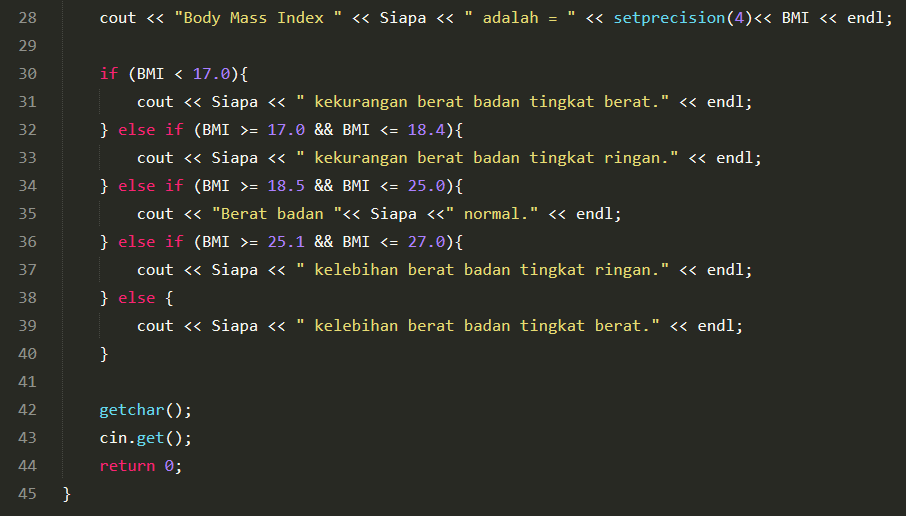 28    cout << "Body Mass Index " << Siapa << " adalah = " << setprecision(4)<< BMI << endl;
29
30    if (BMI < 17.0){
31        cout << Siapa << " kekurangan berat badan tingkat berat." << endl;
32    } else if (BMI >= 17.0 && BMI <= 18.4){
33        cout << Siapa << " kekurangan berat badan tingkat ringan." << endl;
34    } else if (BMI >= 18.5 && BMI <= 25.0){
35        cout << "Berat badan "<< Siapa <<" normal." << endl;
36    } else if (BMI >= 25.1 && BMI <= 27.0){
37        cout << Siapa << " kelebihan berat badan tingkat ringan." << endl;
38    } else {
39        cout << Siapa << " kelebihan berat badan tingkat berat." << endl;
40    }
41
42    getchar();
43    cin.get();
44    return 0;
45 }